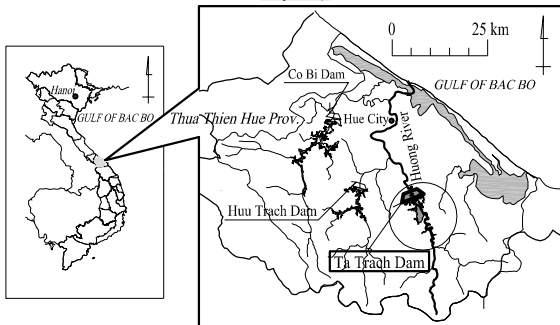 Hanoi
GULF OF BAC BO
0 25 km
Co Bi Dam
GULF OF BAC BO
Thua Thien Hue Prov.
Hue City
Huong River
Huu Trach Dam
Ta Trach Dam